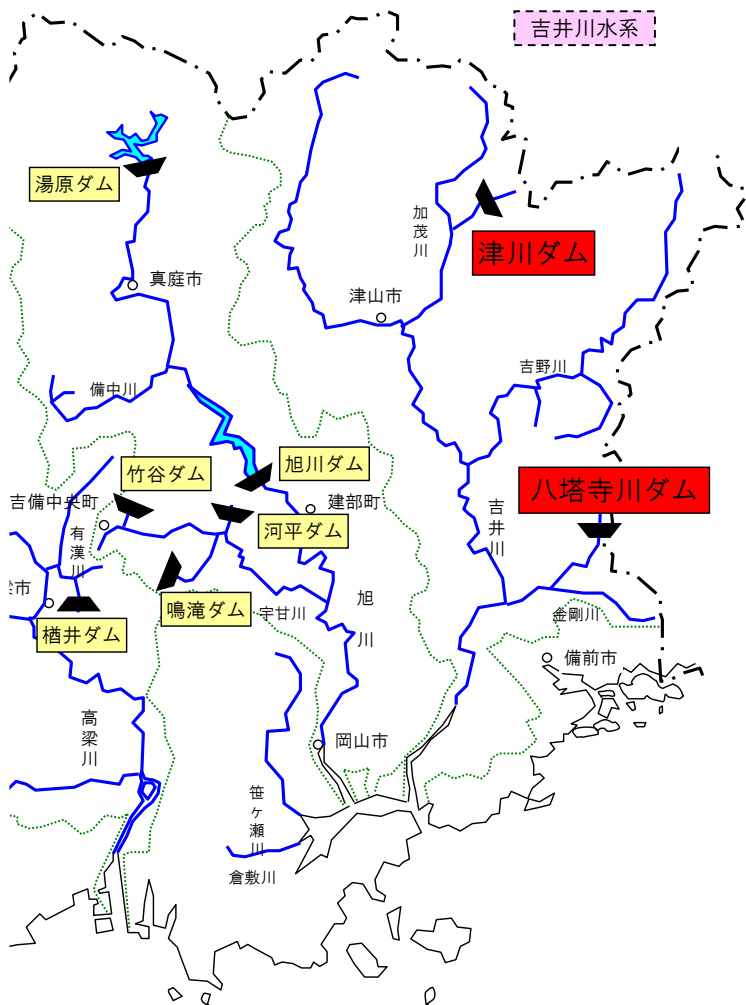 吉井川水系
湯原ダム
加茂川
津川ダム
真庭市
津山市
備中川
吉野川
竹谷ダム
旭川ダム
八塔寺川ダム
吉備中央町
建部町
有漢川
河平ダム
吉井川
梁市
楢井ダム
鳴滝ダム
宇甘川
旭川
金剛川
備前市
高梁川
岡山市
笹ヶ瀬川
倉敷川